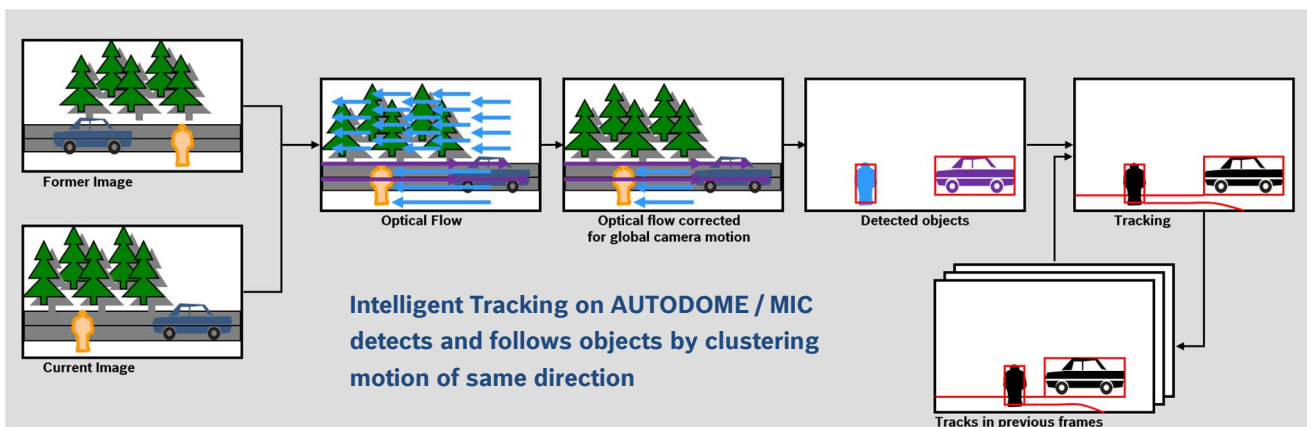 Former Image
Current Image
Optical Flow
Optical flow corrected
for global camera motion
Detected objects
Tracking
Tracks in previous frames
Intelligent Tracking on AUTODOME / MIC
detects and follows objects by clustering
motion of same direction